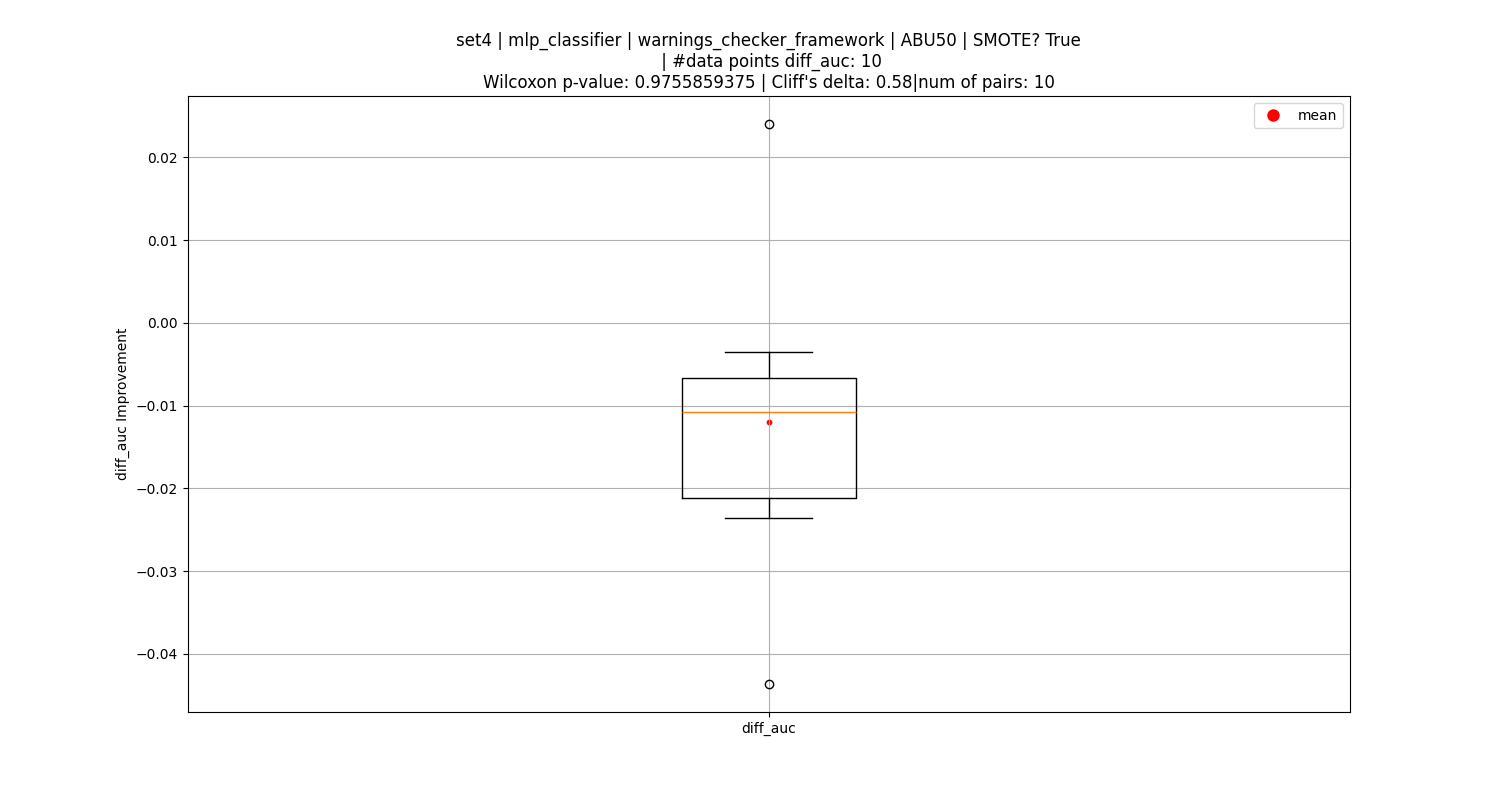 set4 | mlp_classifier | warnings_checker_framework | ABU50 | SMOTE? True
| #data points diff_auc: 10
Wilcoxon p-value: 0.9755859375 | Cliff's delta: 0.58|num of pairs: 10
mean
0.02
0.01
0.00
−0.01
−0.02
−0.03
−0.04
diff_auc Improvement
diff_auc